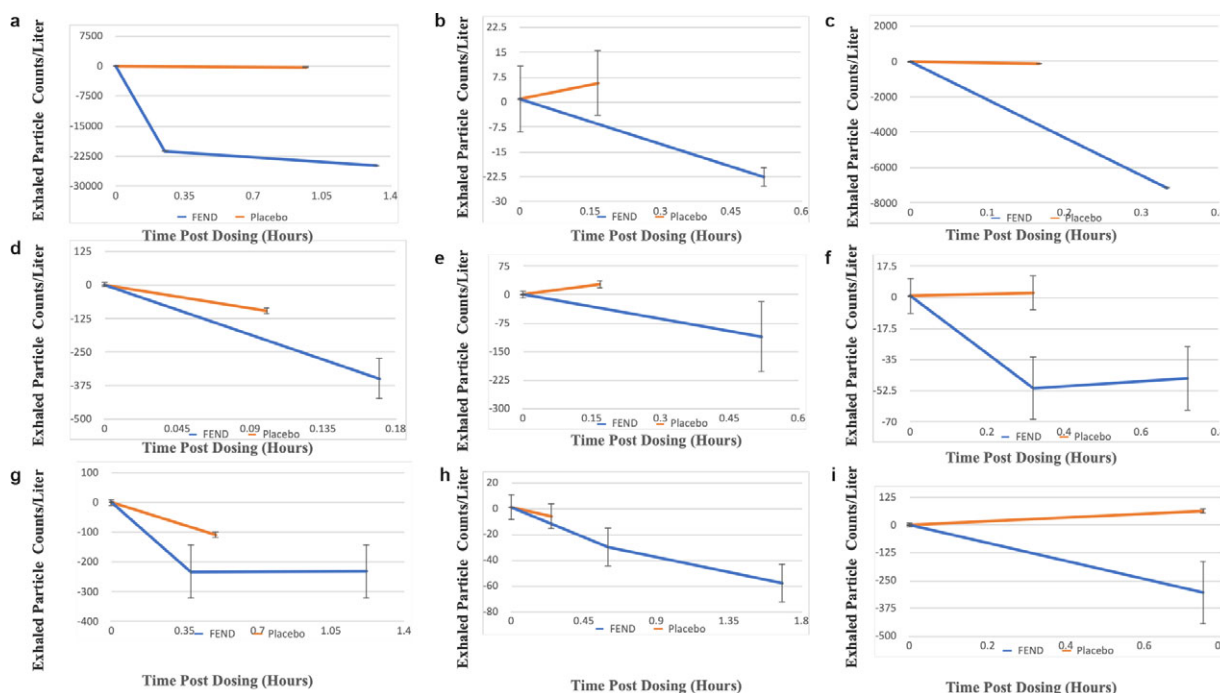 a
Exhaled Particle Counts/Liter
7500
0
-7500
-15000
-22500
-30000
0 0.35 0.7 1.05 1.4
FEND Placebo
Time Post Dosing (Hours)
b
Exhaled Particle Counts/Liter
22.5
15
7.5
0
-7.5
-15
-22.5
-30
0 0.15 0.3 0.45 0.6
FEND Placebo
Time Post Dosing (Hours)
c
Exhaled Particle Counts/Liter
2000
0
-2000
-4000
-6000
-8000
0 0.1 0.2 0.3
FEND Placebo
Time Post Dosing (Hours)
d
Exhaled Particle Counts/Liter
125
0
-125
-250
-375
-500
0 0.045 0.09 0.135 0.18
FEND Placebo
Time Post Dosing (Hours)
e
Exhaled Particle Counts/Liter
75
0
-75
-150
-225
-300
0 0.15 0.3 0.45 0.6
FEND Placebo
Time Post Dosing (Hours)
f
Exhaled Particle Counts/Liter
17.5
0
-17.5
-35
-52.5
-70
0 0.2 0.4 0.6
FEND Placebo
Time Post Dosing (Hours)
g
Exhaled Particle Counts/Liter
100
0
-100
-200
-300
-400
0 0.35 0.7 1.05 1.4
FEND Placebo
Time Post Dosing (Hours)
h
Exhaled Particle Counts/Liter
20
0
-20
-40
-60
-80
0 0.45 0.9 1.35 1.8
FEND Placebo
Time Post Dosing (Hours)
i
Exhaled Particle Counts/Liter
125
0
-125
-250
-375
-500
0 0.2 0.4 0.6
FEND Placebo
Time Post Dosing (Hours)